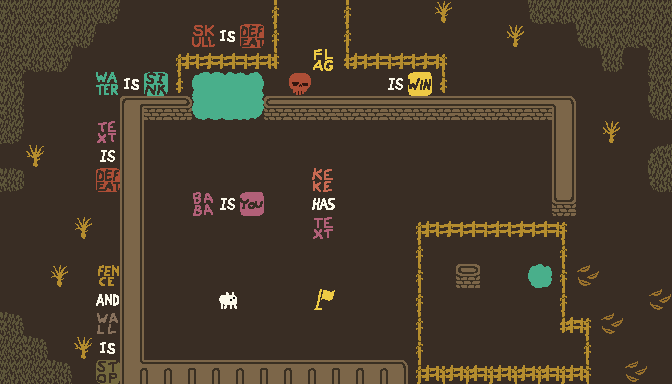 SKULL IS DEFEAT
FLAG
IS WIN
WATER IS SINK
TEXT
IS
DEFEAT
BABA IS YOU
KEKE
HAS
TEXT
FENCE
AND
WALL
IS
STOP